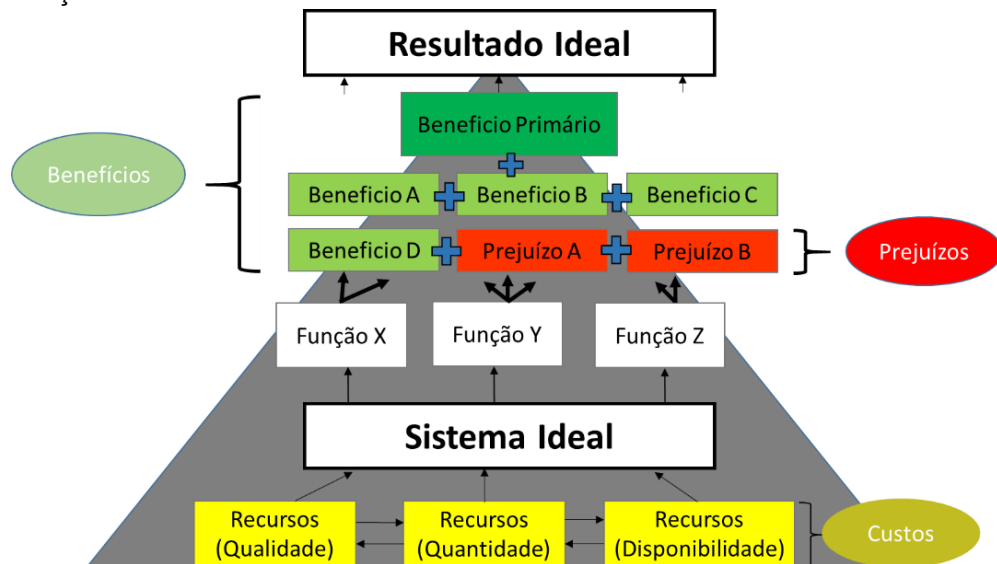 Resultado Ideal
Beneficio Primário
Benefícios
Beneficio A
Beneficio B
Beneficio C
Beneficio D
Prejuízo A
Prejuízo B
Prejuízos
Função X
Função Y
Função Z
Sistema Ideal
Recursos
(Qualidade)
Recursos
(Quantidade)
Recursos
(Disponibilidade)
Custos